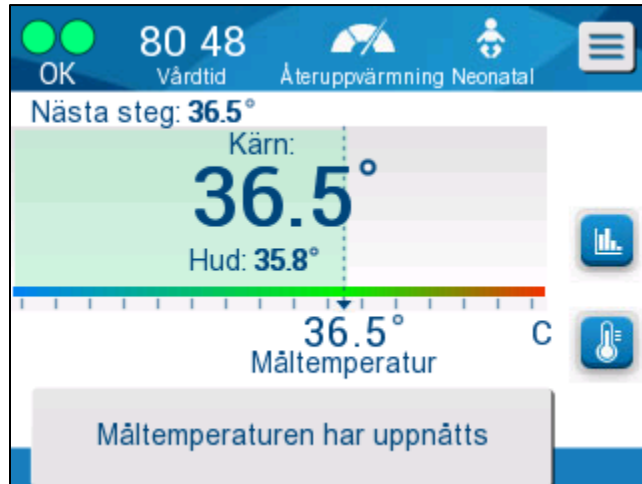 80 48
OK Vårdtid Återuppvärmning Neonatal
Nästa steg: 36.5°
Kärn:
36.5°
Hud: 35.8°
36.5° C
Måltemperatur
Måltemperaturen har uppnåtts